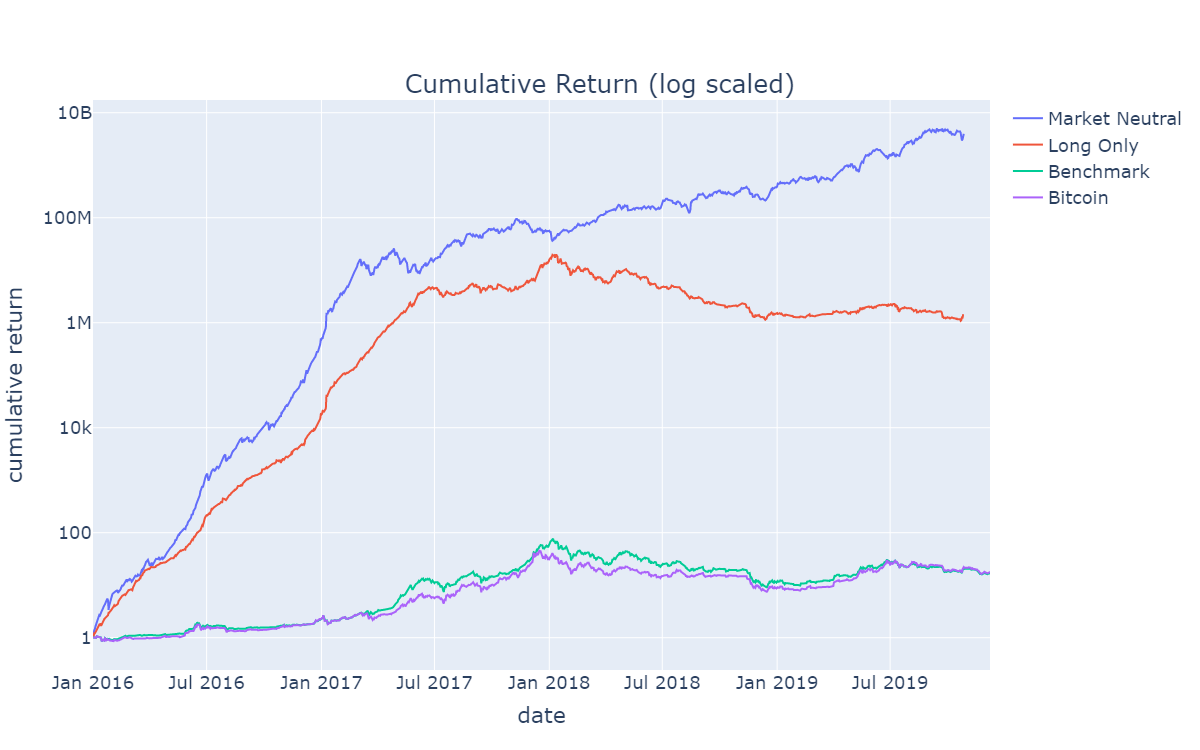 Cumulative Return (log scaled)
10B
100M
1M
10k
100
1
cumulative return
Jan 2016
Jul 2016
Jan 2017
Jul 2017
Jan 2018
Jul 2018
Jan 2019
Jul 2019
date
Market Neutral
Long Only
Benchmark
Bitcoin